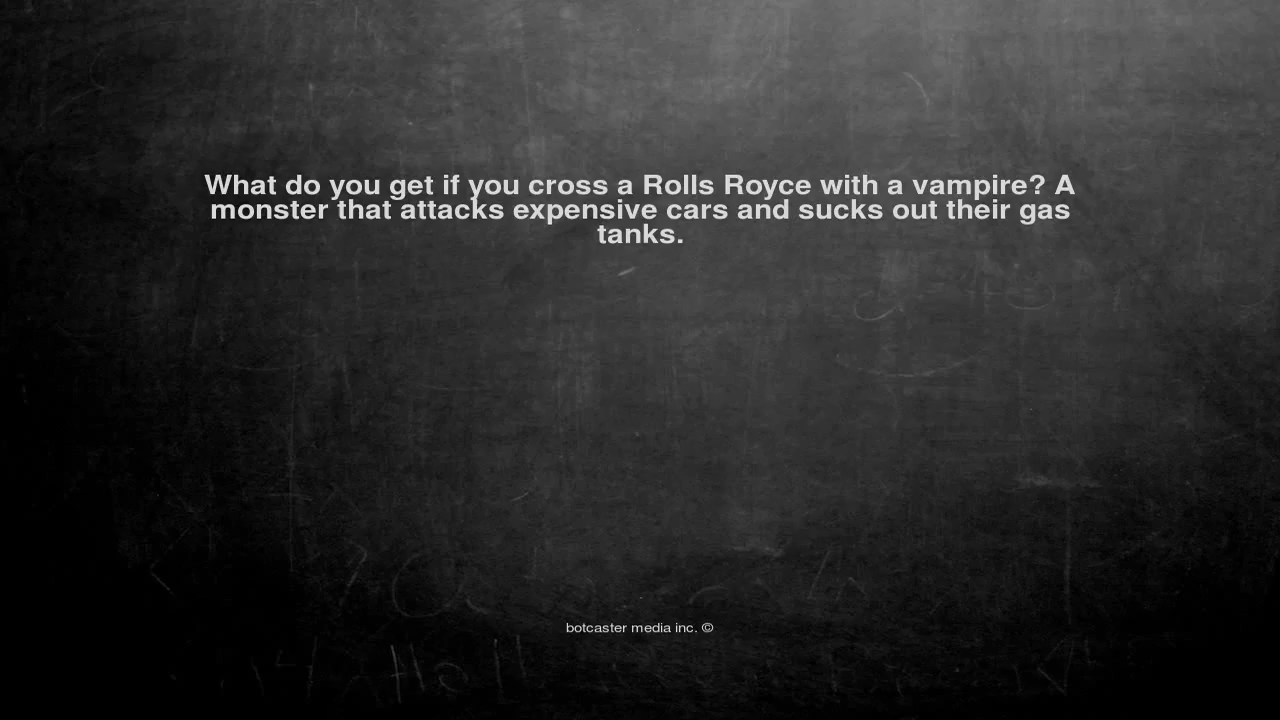 What do you get if you cross a Rolls Royce with a vampire? A
monster that attacks expensive cars and sucks out their gas
tanks.
botcaster media inc. ©